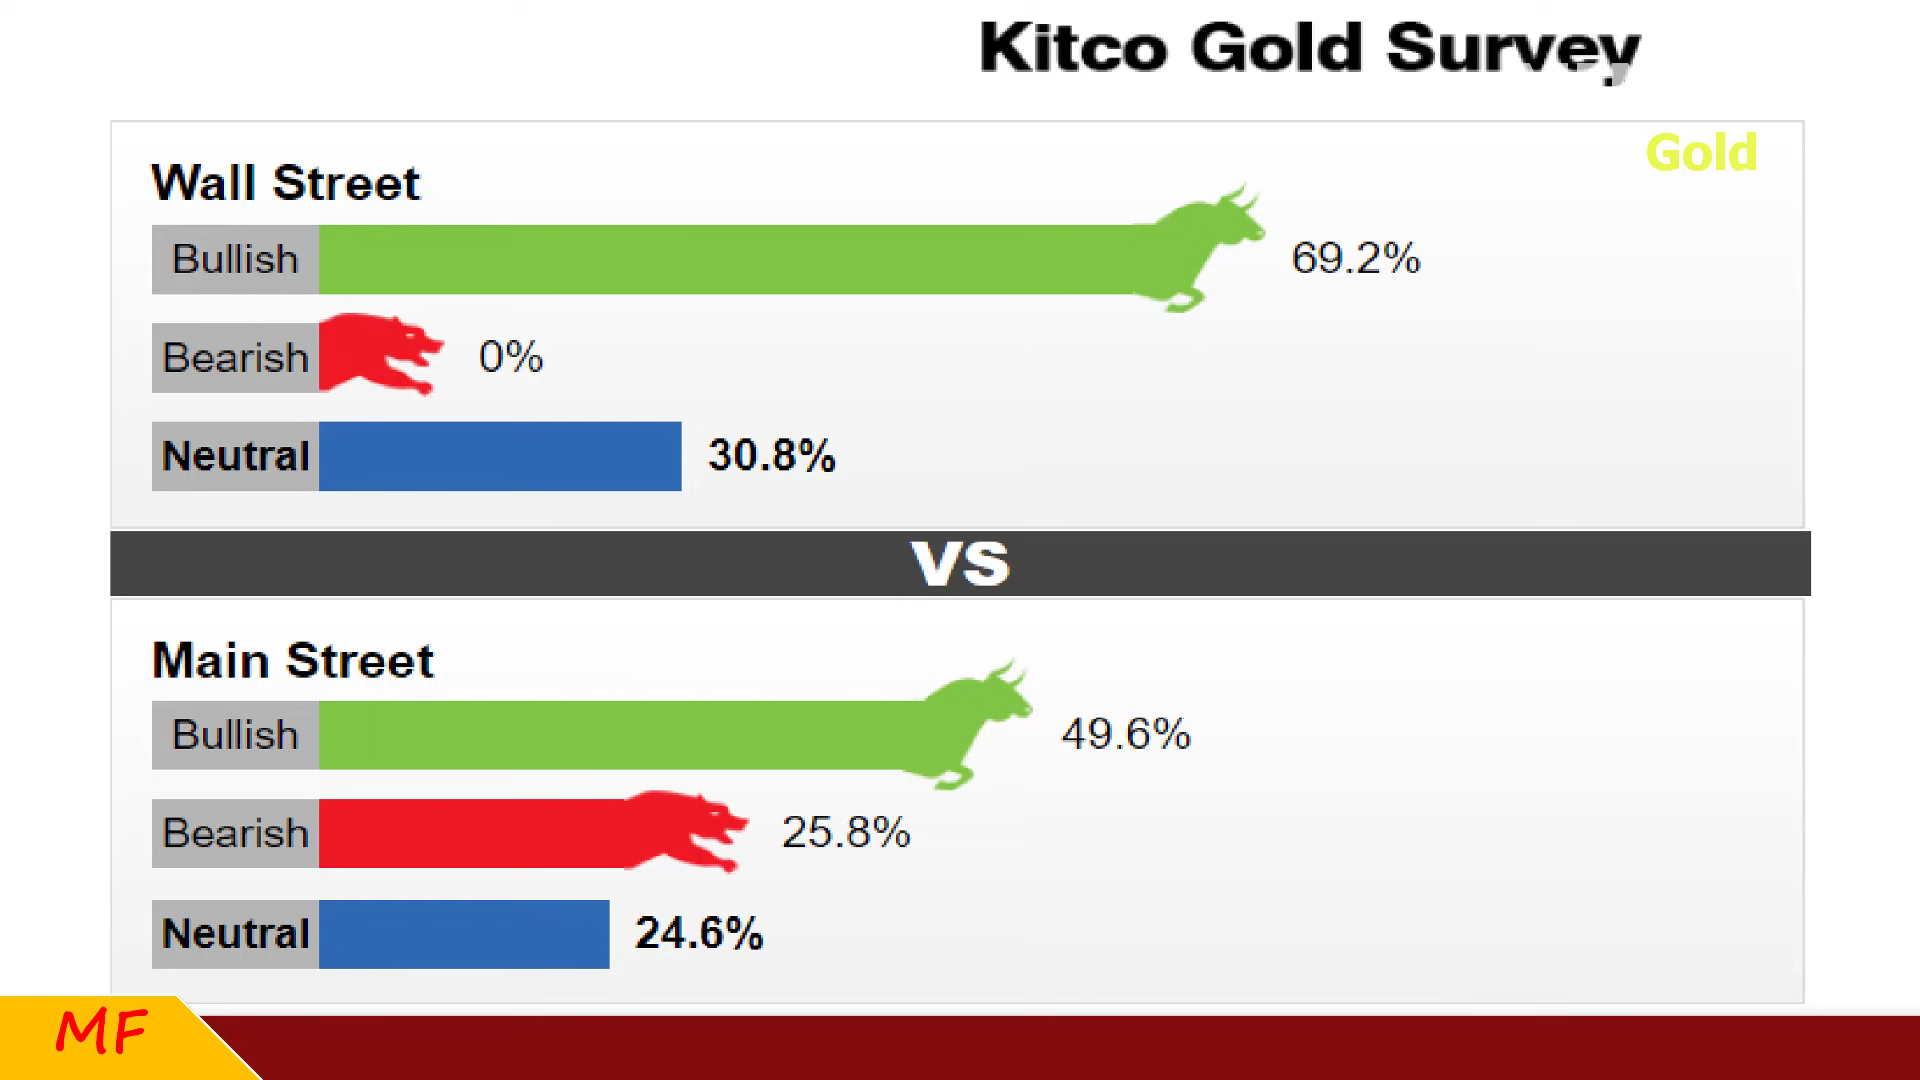 Kitco Gold Survey
Gold
Wall Street
Bullish 69.2%
Bearish 0%
Neutral 30.8%
VS
Main Street
Bullish 49.6%
Bearish 25.8%
Neutral 24.6%
MF